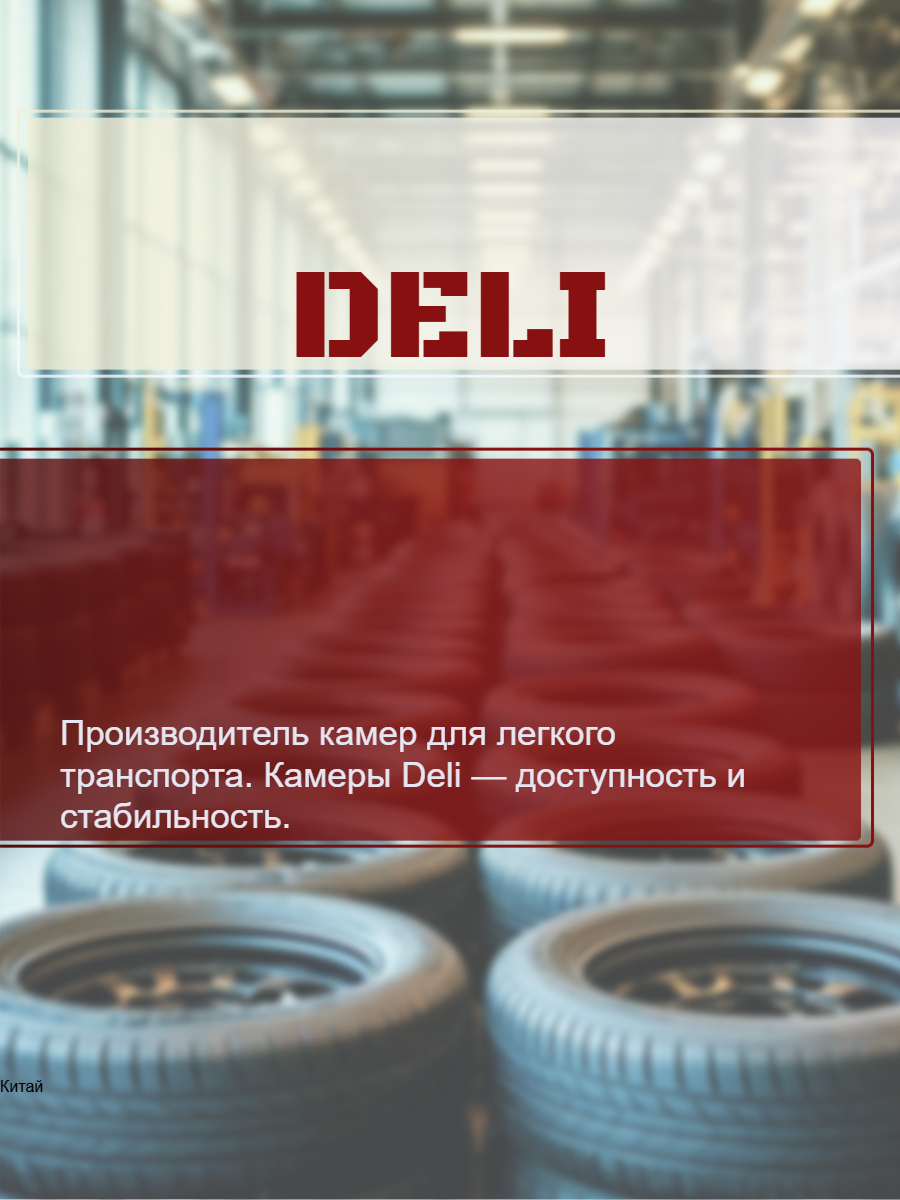 DELI
Производитель камер для легкого
транспорта. Камеры Deli — доступность и
стабильность.
Китай